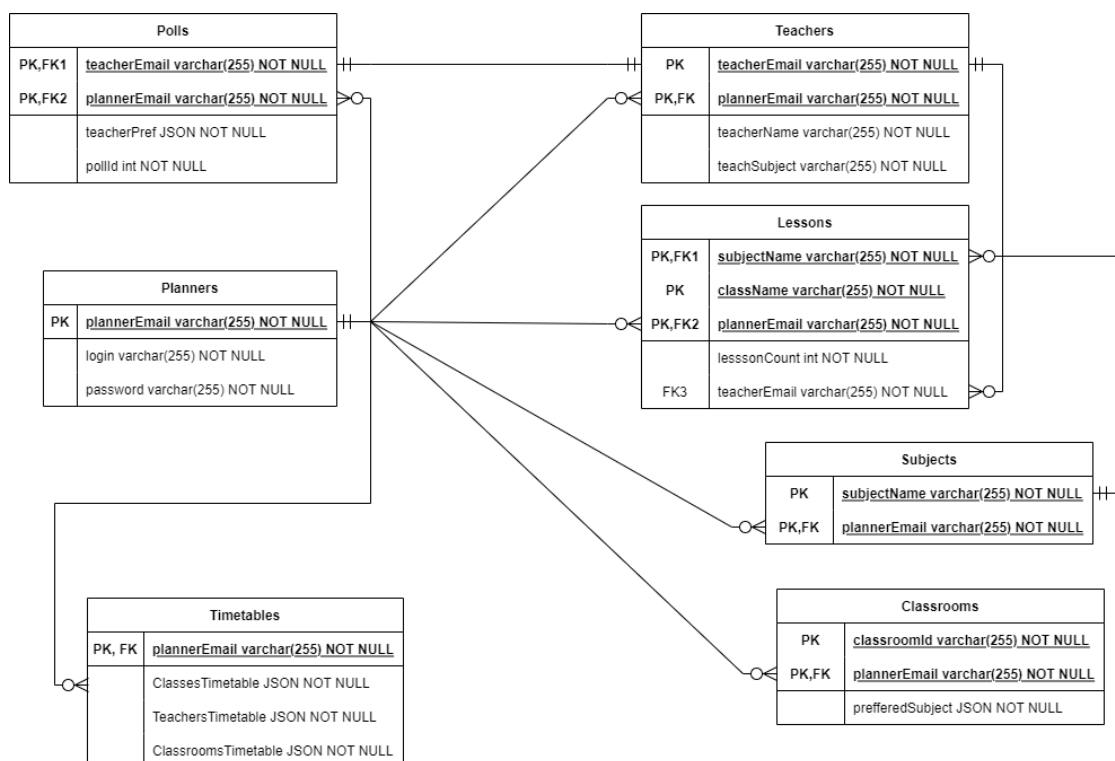 Polls
PK,FK1 teacherEmail varchar(255) NOT NULL
PK,FK2 plannerEmail varchar(255) NOT NULL
teacherPref JSON NOT NULL
pollId int NOT NULL
Teachers
PK teacherEmail varchar(255) NOT NULL
PK,FK plannerEmail varchar(255) NOT NULL
teacherName varchar(255) NOT NULL
teachSubject varchar(255) NOT NULL
Lessons
PK,FK1 subjectName varchar(255) NOT NULL
PK className varchar(255) NOT NULL
PK,FK2 plannerEmail varchar(255) NOT NULL
lesssonCount int NOT NULL
FK3 teacherEmail varchar(255) NOT NULL
Planners
PK plannerEmail varchar(255) NOT NULL
login varchar(255) NOT NULL
password varchar(255) NOT NULL
Subjects
PK subjectName varchar(255) NOT NULL
PK,FK plannerEmail varchar(255) NOT NULL
Timetables
PK, FK plannerEmail varchar(255) NOT NULL
ClassesTimetable JSON NOT NULL
TeachersTimetable JSON NOT NULL
ClassroomsTimetable JSON NOT NULL
Classrooms
PK classroomId varchar(255) NOT NULL
PK,FK plannerEmail varchar(255) NOT NULL
prefferedSubject JSON NOT NULL